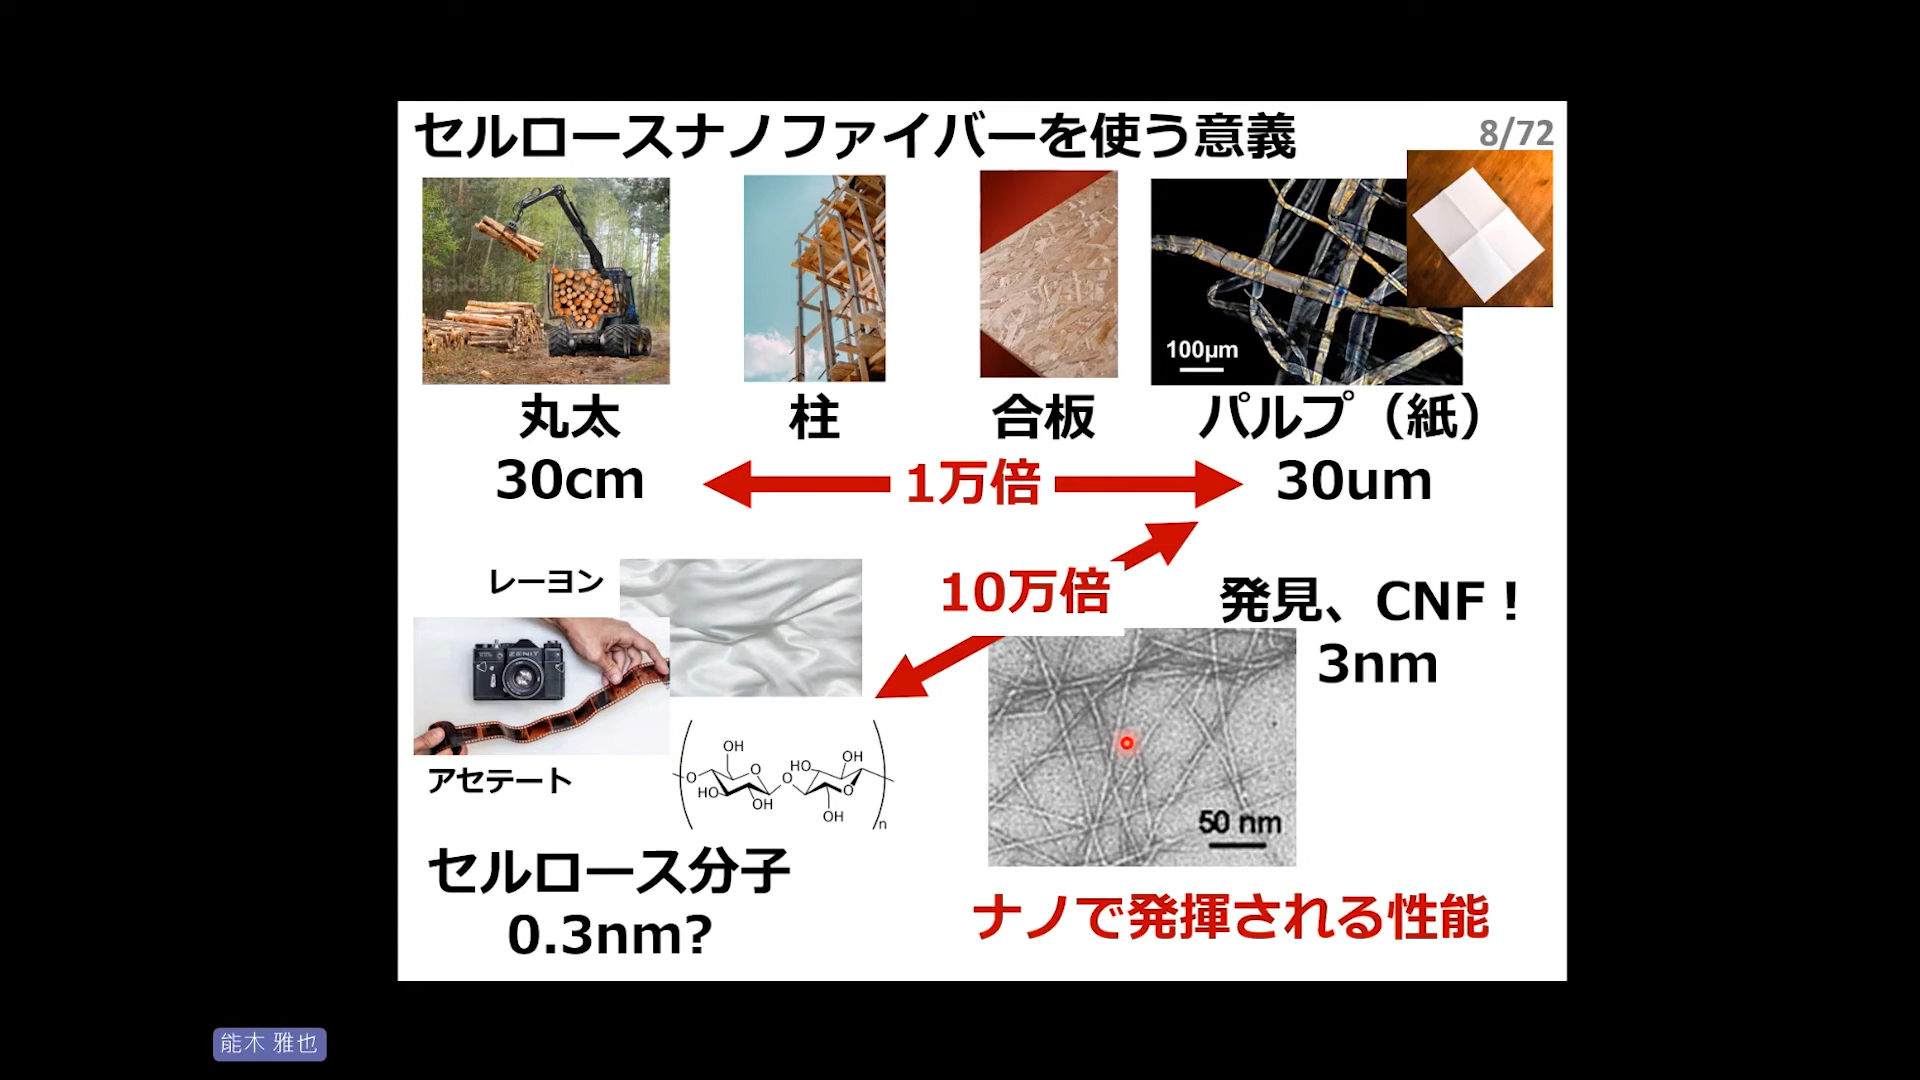 セルロースナノファイバーを使う意義
8/72
100μm
丸太
柱
合板
パルプ（紙）
30cm
1万倍
30um
レーヨン
10万倍
発見、CNF！
3nm
ZENIT
アセテート
OH
O
HO
OH
O
HO
OH
O
OH
n
50 nm
セルロース分子
0.3nm?
ナノで発揮される性能
能木 雅也